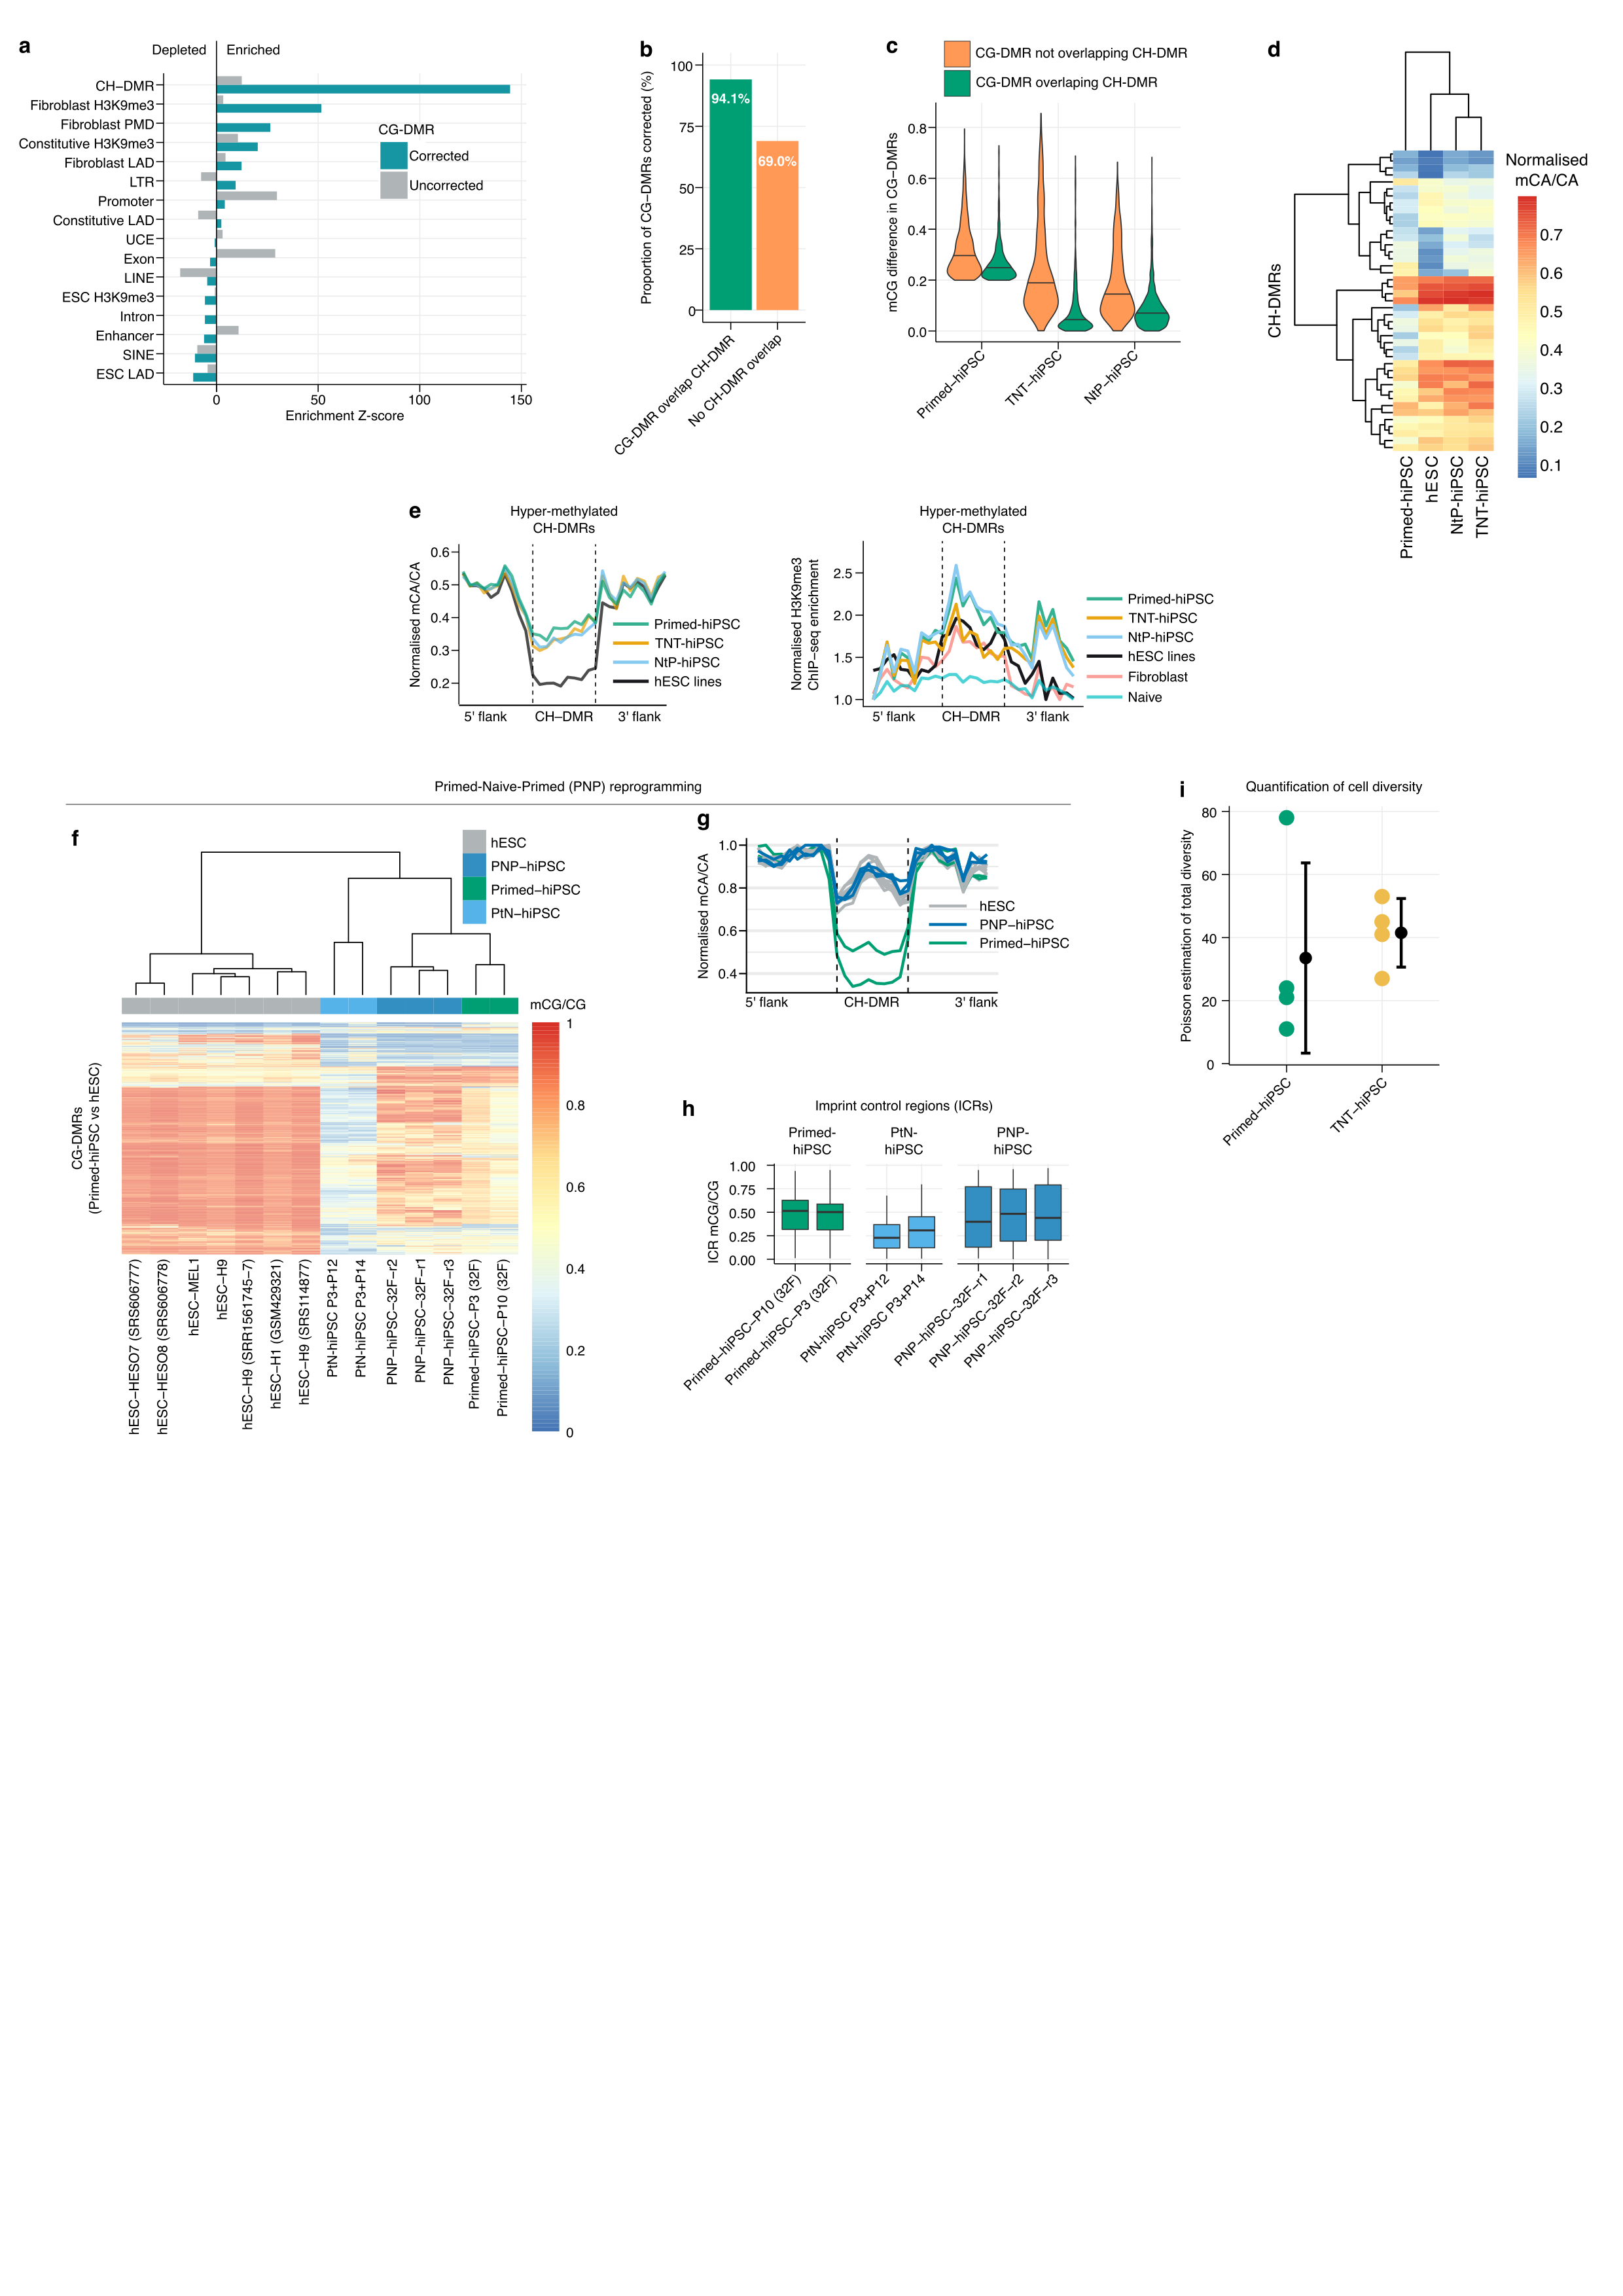 a
Depleted
Enriched
CH–DMR
Fibroblast H3K9me3
Fibroblast PMD
Constitutive H3K9me3
Fibroblast LAD
LTR
Promoter
Constitutive LAD
UCE
Exon
LINE
ESC H3K9me3
Intron
Enhancer
SINE
ESC LAD
CG-DMR
Corrected
Uncorrected
0 50 100 150
Enrichment Z-score
b
Proportion of CG–DMRs corrected (%)
100
75
50
25
0
94.1%
69.0%
CG-DMR overlap CH-DMR
No CH-DMR overlap
c
CG-DMR not overlapping CH-DMR
CG-DMR overlaping CH-DMR
mCG difference in CG–DMRs
0.8
0.6
0.4
0.2
0.0
Primed–hiPSC
TNT–hiPSC
NtP–hiPSC
d
CH-DMRs
Normalised
mCA/CA
0.7
0.6
0.5
0.4
0.3
0.2
0.1
Primed-hiPSC
hESC
NtP-hiPSC
TNT-hiPSC
e
Hyper-methylated
CH-DMRs
Normalised mCA/CA
0.6
0.5
0.4
0.3
0.2
Primed-hiPSC
TNT-hiPSC
NtP-hiPSC
hESC lines
5' flank CH–DMR 3' flank
Hyper-methylated
CH-DMRs
Normalised H3K9me3
ChIP–seq enrichment
2.5
2.0
1.5
1.0
Primed-hiPSC
TNT-hiPSC
NtP-hiPSC
hESC lines
Fibroblast
Naive
5' flank CH–DMR 3' flank
Primed-Naive-Primed (PNP) reprogramming
f
hESC
PNP–hiPSC
Primed–hiPSC
PtN–hiPSC
mCG/CG
1
0.8
0.6
0.4
0.2
0
CG-DMRs
(Primed-hiPSC vs hESC)
hESC–HESO7 (SRS606777)
hESC–HESO8 (SRS606778)
hESC–MEL1
hESC–H9
hESC–H9 (SRR1561745–7)
hESC–H1 (GSM429321)
hESC–H9 (SRS114877)
PtN-hiPSC P3+P12
PtN-hiPSC P3+P14
PNP–hiPSC–32F–r2
PNP–hiPSC–32F–r1
PNP–hiPSC–32F–r3
Primed–hiPSC–P3 (32F)
Primed–hiPSC–P10 (32F)
g
Normalised mCA/CA
1.0
0.8
0.6
0.4
hESC
PNP–hiPSC
Primed–hiPSC
5' flank CH-DMR 3' flank
h
Imprint control regions (ICRs)
Primed-
hiPSC
PtN-
hiPSC
PNP-
hiPSC
ICR mCG/CG
1.00
0.75
0.50
0.25
0.00
Primed–hiPSC–P10 (32F)
Primed–hiPSC–P3 (32F)
PtN-hiPSC P3+P12
PtN-hiPSC P3+P14
PNP–hiPSC–32F–r1
PNP–hiPSC–32F–r2
PNP–hiPSC–32F–r3
i
Quantification of cell diversity
Poisson estimation of total diversity
80
60
40
20
0
Primed–hiPSC
TNT–hiPSC